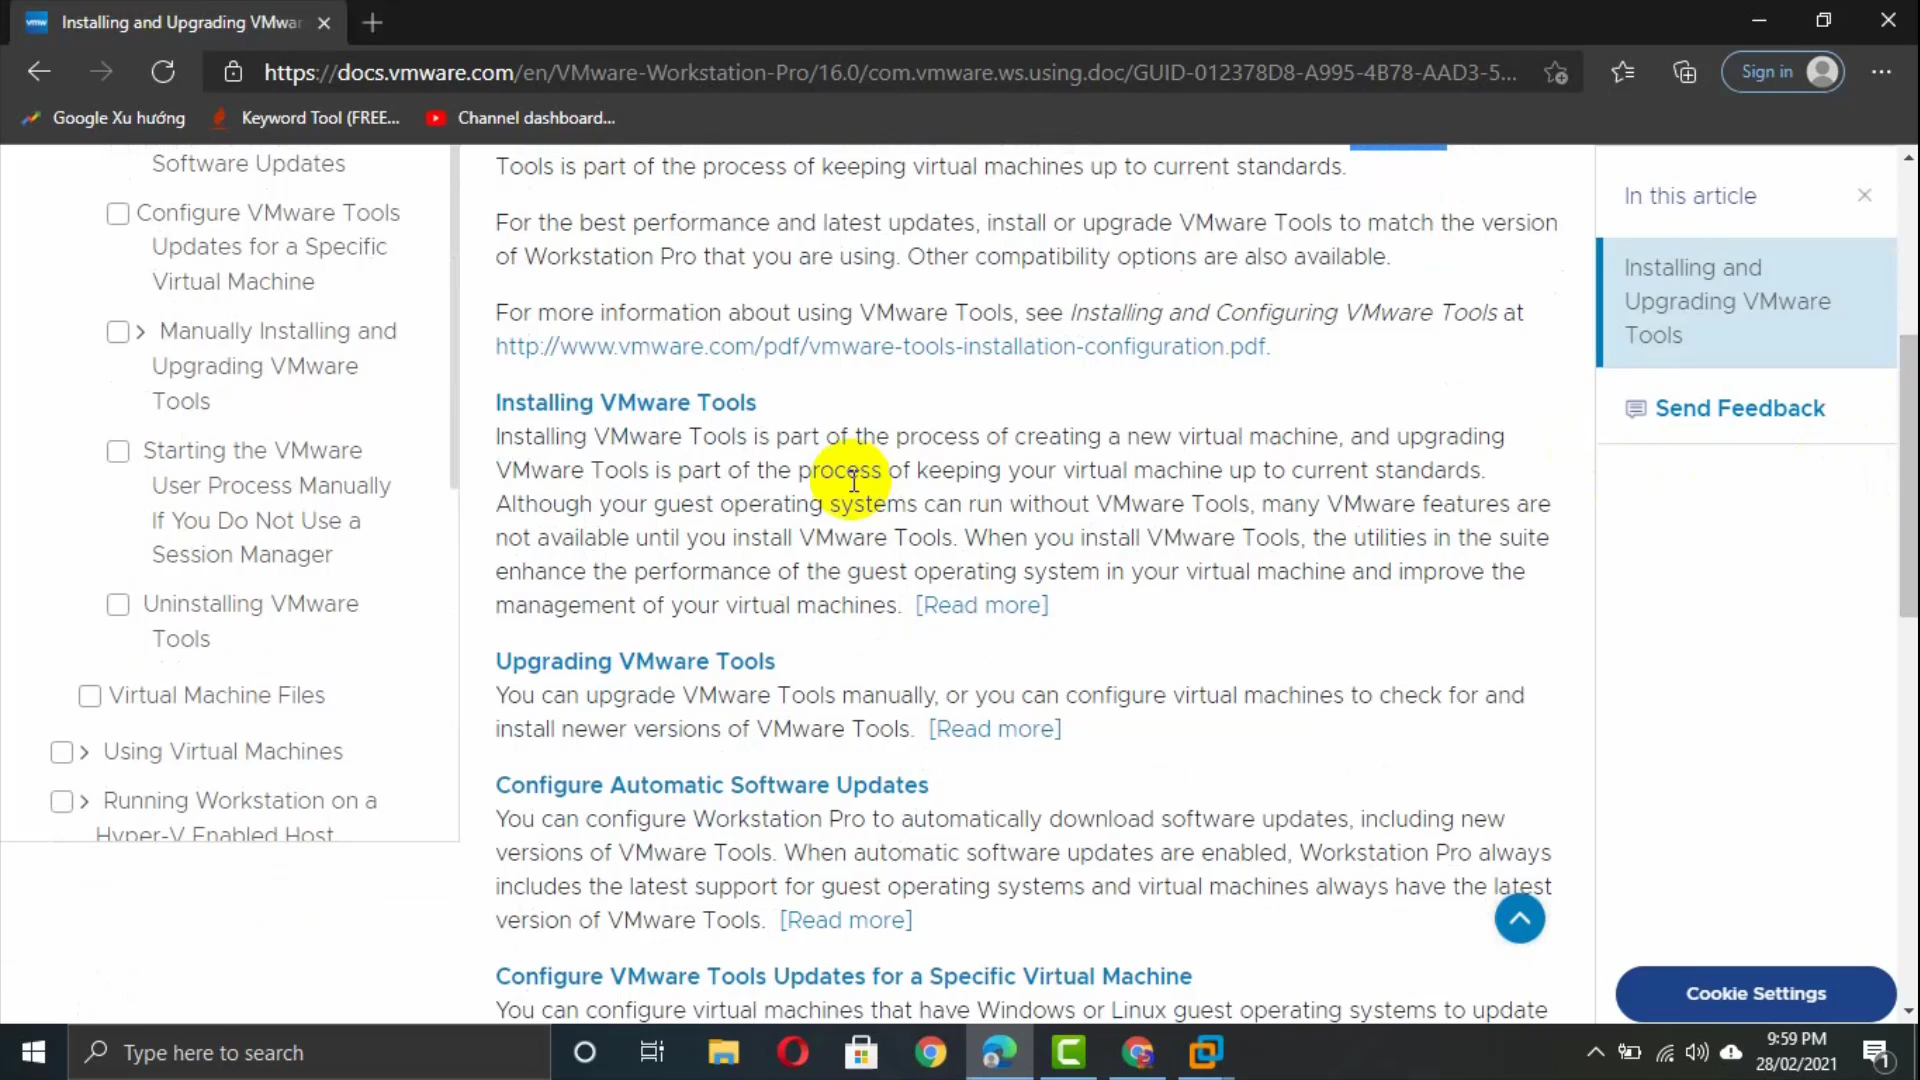 vmw
Installing and Upgrading VMwar
https://docs.vmware.com/en/VMware-Workstation-Pro/16.0/com.vmware.ws.using.doc/GUID-012378D8-A995-4B78-AAD3-5...
Sign in
Google Xu hướng
Keyword Tool (FREE...
Channel dashboard...
Software Updates
Configure VMware Tools
Updates for a Specific
Virtual Machine
Manually Installing and
Upgrading VMware
Tools
Starting the VMware
User Process Manually
If You Do Not Use a
Session Manager
Uninstalling VMware
Tools
Virtual Machine Files
Using Virtual Machines
Running Workstation on a
Hyper-V Enabled Host
Tools is part of the process of keeping virtual machines up to current standards.
For the best performance and latest updates, install or upgrade VMware Tools to match the version
of Workstation Pro that you are using. Other compatibility options are also available.
For more information about using VMware Tools, see Installing and Configuring VMware Tools at
http://www.vmware.com/pdf/vmware-tools-installation-configuration.pdf.
Installing VMware Tools
Installing VMware Tools is part of the process of creating a new virtual machine, and upgrading
VMware Tools is part of the process of keeping your virtual machine up to current standards.
Although your guest operating systems can run without VMware Tools, many VMware features are
not available until you install VMware Tools. When you install VMware Tools, the utilities in the suite
enhance the performance of the guest operating system in your virtual machine and improve the
management of your virtual machines. [Read more]
Upgrading VMware Tools
You can upgrade VMware Tools manually, or you can configure virtual machines to check for and
install newer versions of VMware Tools. [Read more]
Configure Automatic Software Updates
You can configure Workstation Pro to automatically download software updates, including new
versions of VMware Tools. When automatic software updates are enabled, Workstation Pro always
includes the latest support for guest operating systems and virtual machines always have the latest
version of VMware Tools. [Read more]
Configure VMware Tools Updates for a Specific Virtual Machine
You can configure virtual machines that have Windows or Linux guest operating systems to update
In this article
Installing and
Upgrading VMware
Tools
Send Feedback
Cookie Settings
Type here to search
9:59 PM
28/02/2021
1